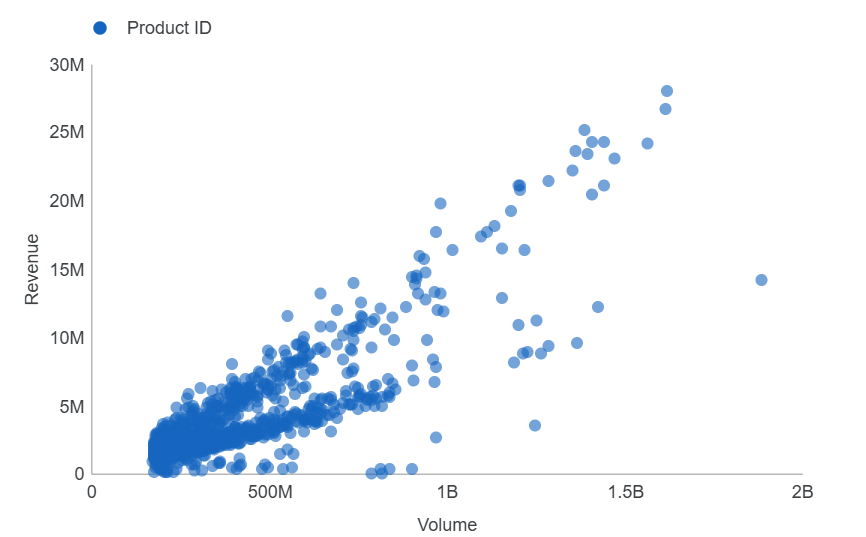 Product ID
30M
25M
20M
15M
10M
5M
0
Revenue
0 500M 1B 1.5B 2B
Volume